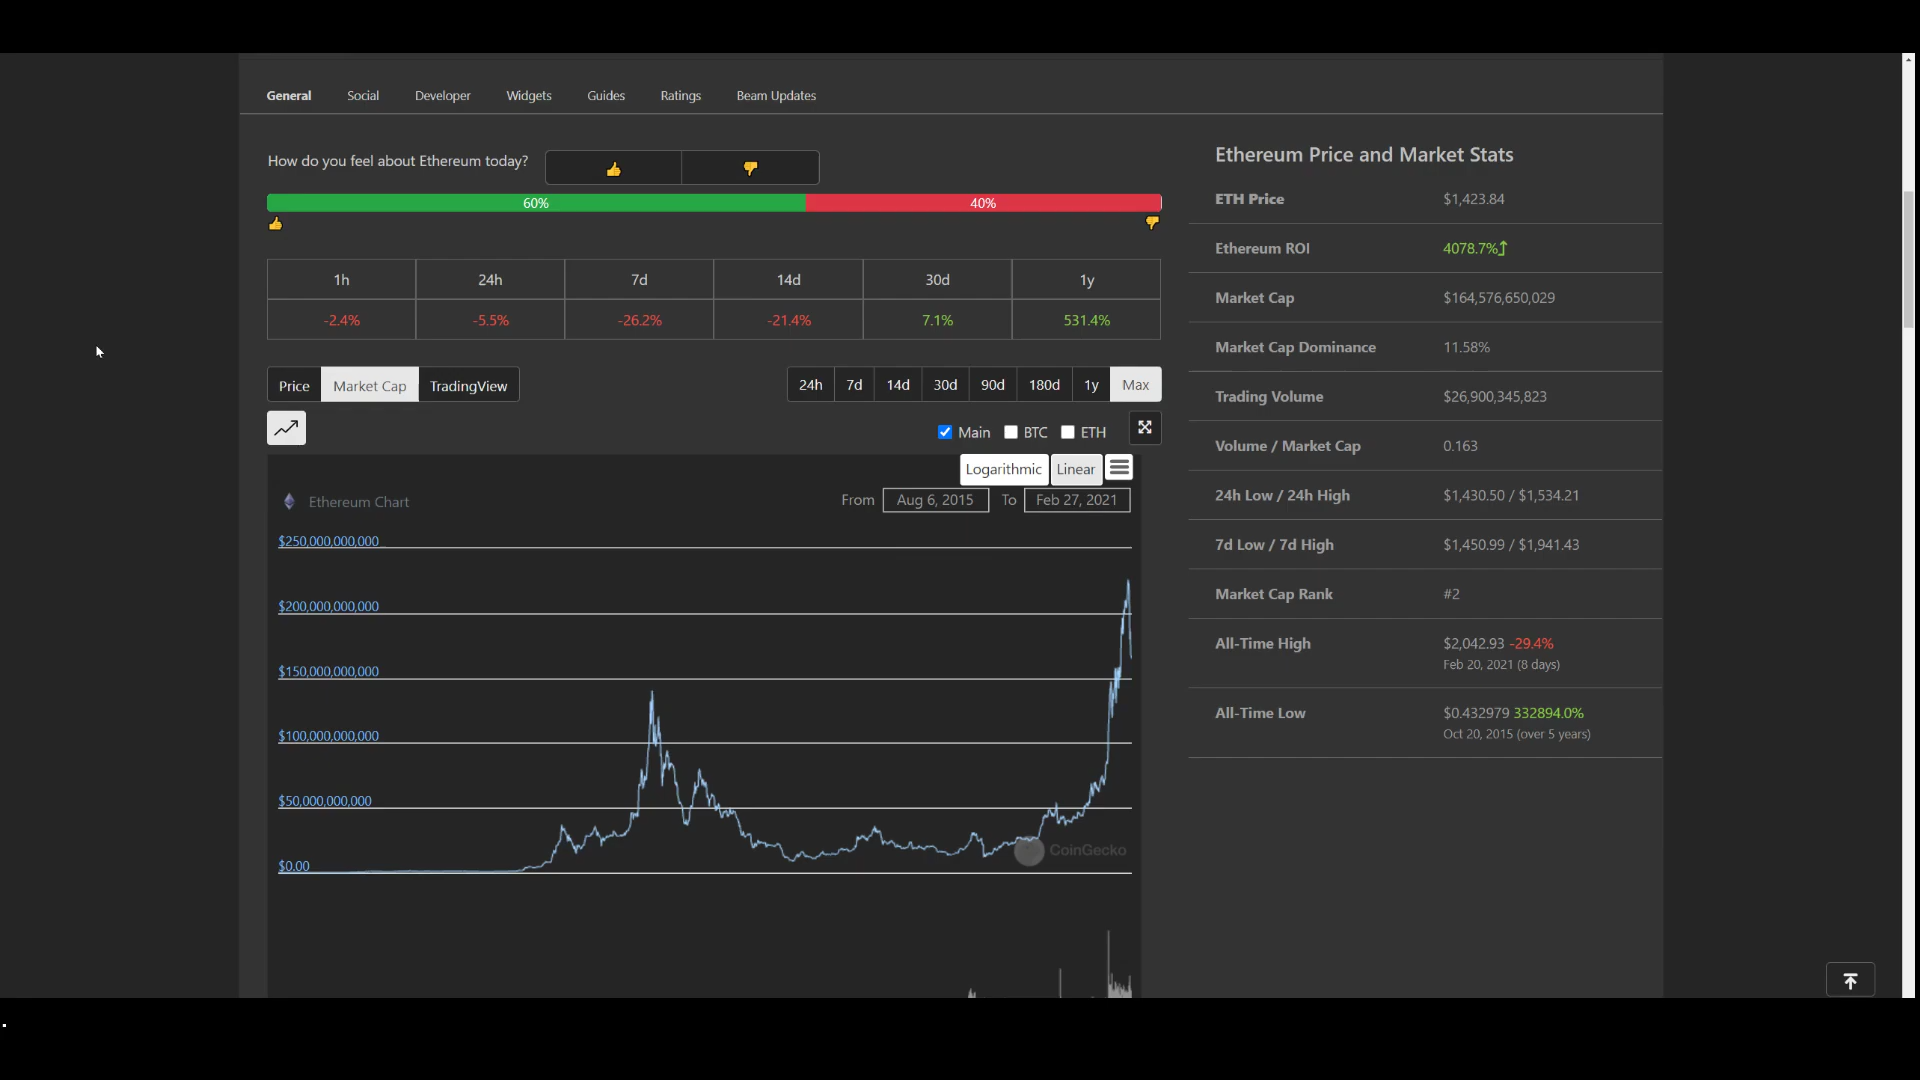 General Social Developer Widgets Guides Ratings Beam Updates
How do you feel about Ethereum today?
60% 40%
1h 24h 7d 14d 30d 1y
-2.4% -5.5% -26.2% -21.4% 7.1% 531.4%
Price Market Cap TradingView
24h 7d 14d 30d 90d 180d 1y Max
Main BTC ETH
Logarithmic Linear
Ethereum Chart
From Aug 6, 2015 To Feb 27, 2021
$250,000,000,000
$200,000,000,000
$150,000,000,000
$100,000,000,000
$50,000,000,000
$0.00
CoinGecko
Ethereum Price and Market Stats
ETH Price $1,423.84
Ethereum ROI 4078.7%
Market Cap $164,576,650,029
Market Cap Dominance 11.58%
Trading Volume $26,900,345,823
Volume / Market Cap 0.163
24h Low / 24h High $1,430.50 / $1,534.21
7d Low / 7d High $1,450.99 / $1,941.43
Market Cap Rank #2
All-Time High $2,042.93 -29.4%
Feb 20, 2021 (8 days)
All-Time Low $0.432979 332894.0%
Oct 20, 2015 (over 5 years)